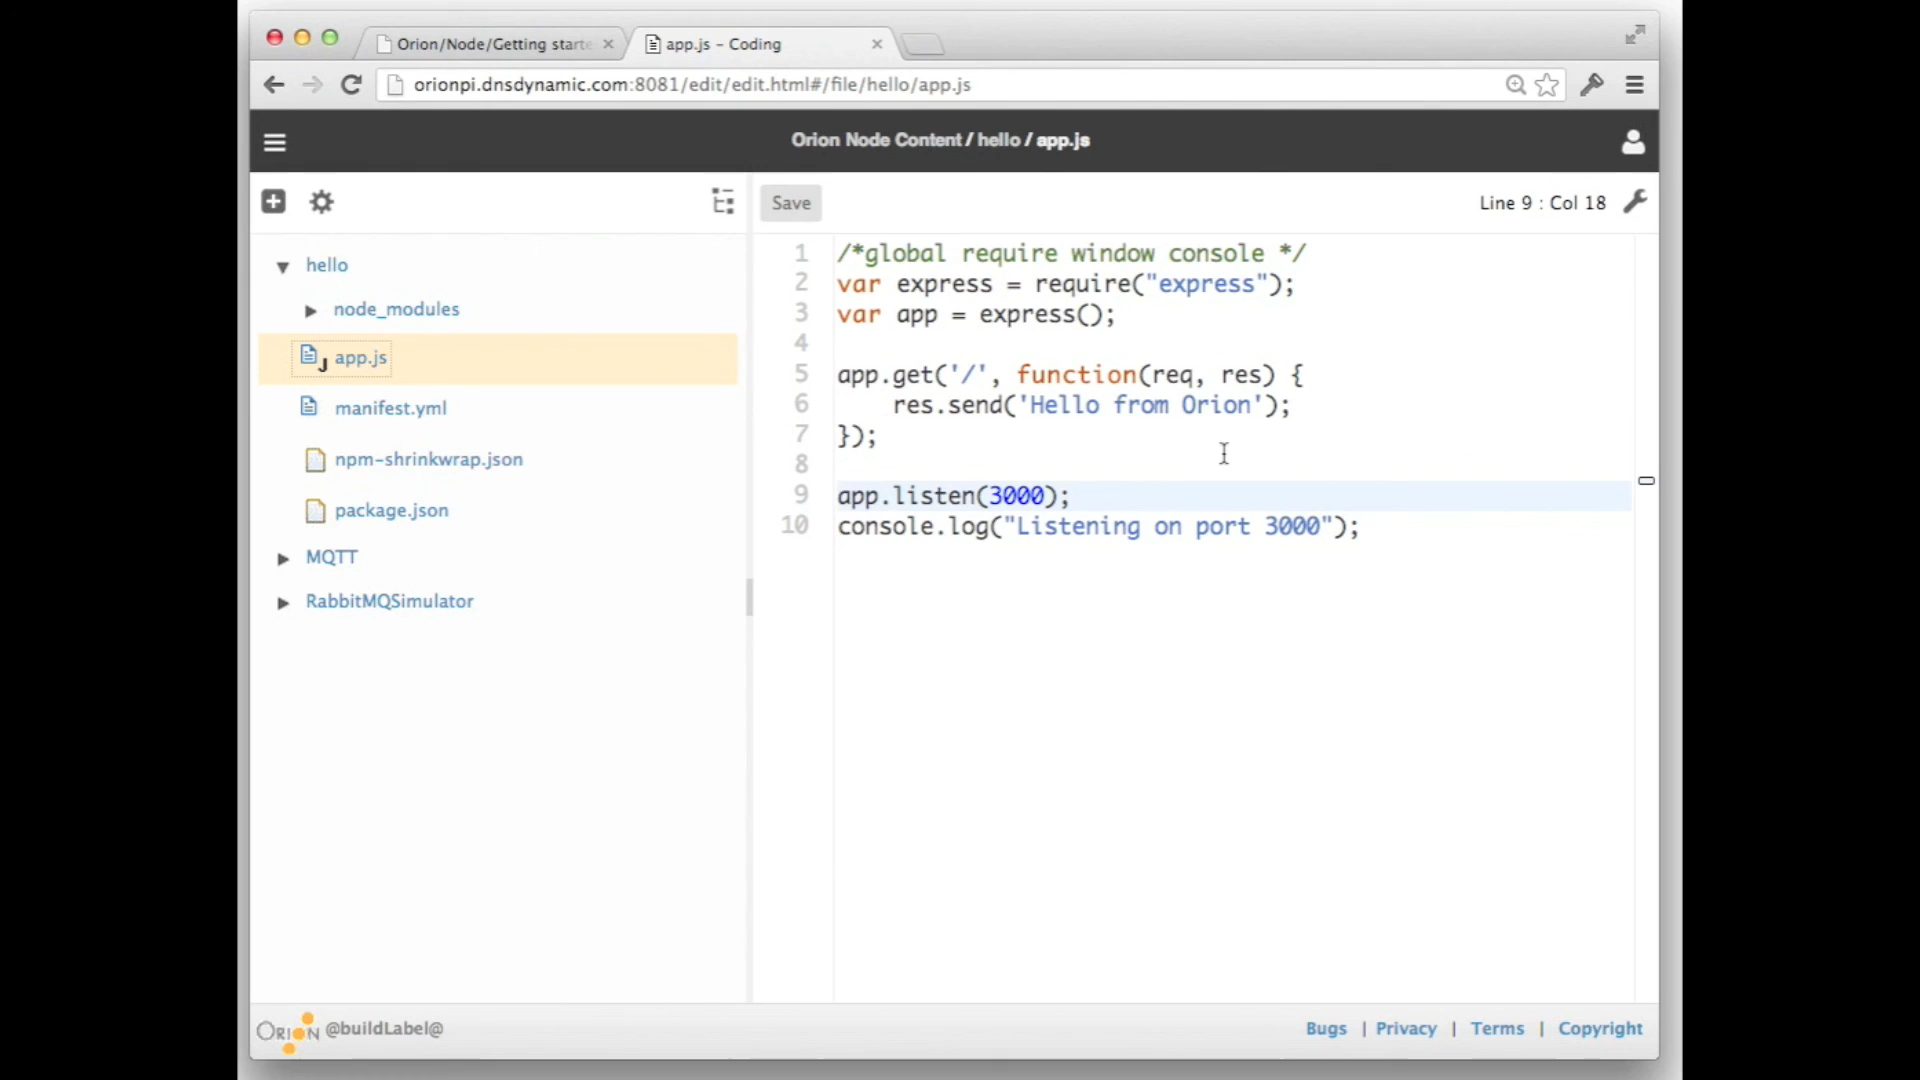 Orion/Node/Getting starte
app.js – Coding
orionpi.dnsdynamic.com:8081/edit/edit.html#/file/hello/app.js
Orion Node Content / hello / app.js
Save
Line 9 : Col 18
hello
node_modules
app.js
manifest.yml
npm-shrinkwrap.json
package.json
MQTT
RabbitMQSimulator
1 /*global require window console */
2 var express = require("express");
3 var app = express();
4
5 app.get('/', function(req, res) {
6 res.send('Hello from Orion');
7 });
8
9 app.listen(3000);
10 console.log("Listening on port 3000");
ORION @buildLabel@
Bugs | Privacy | Terms | Copyright